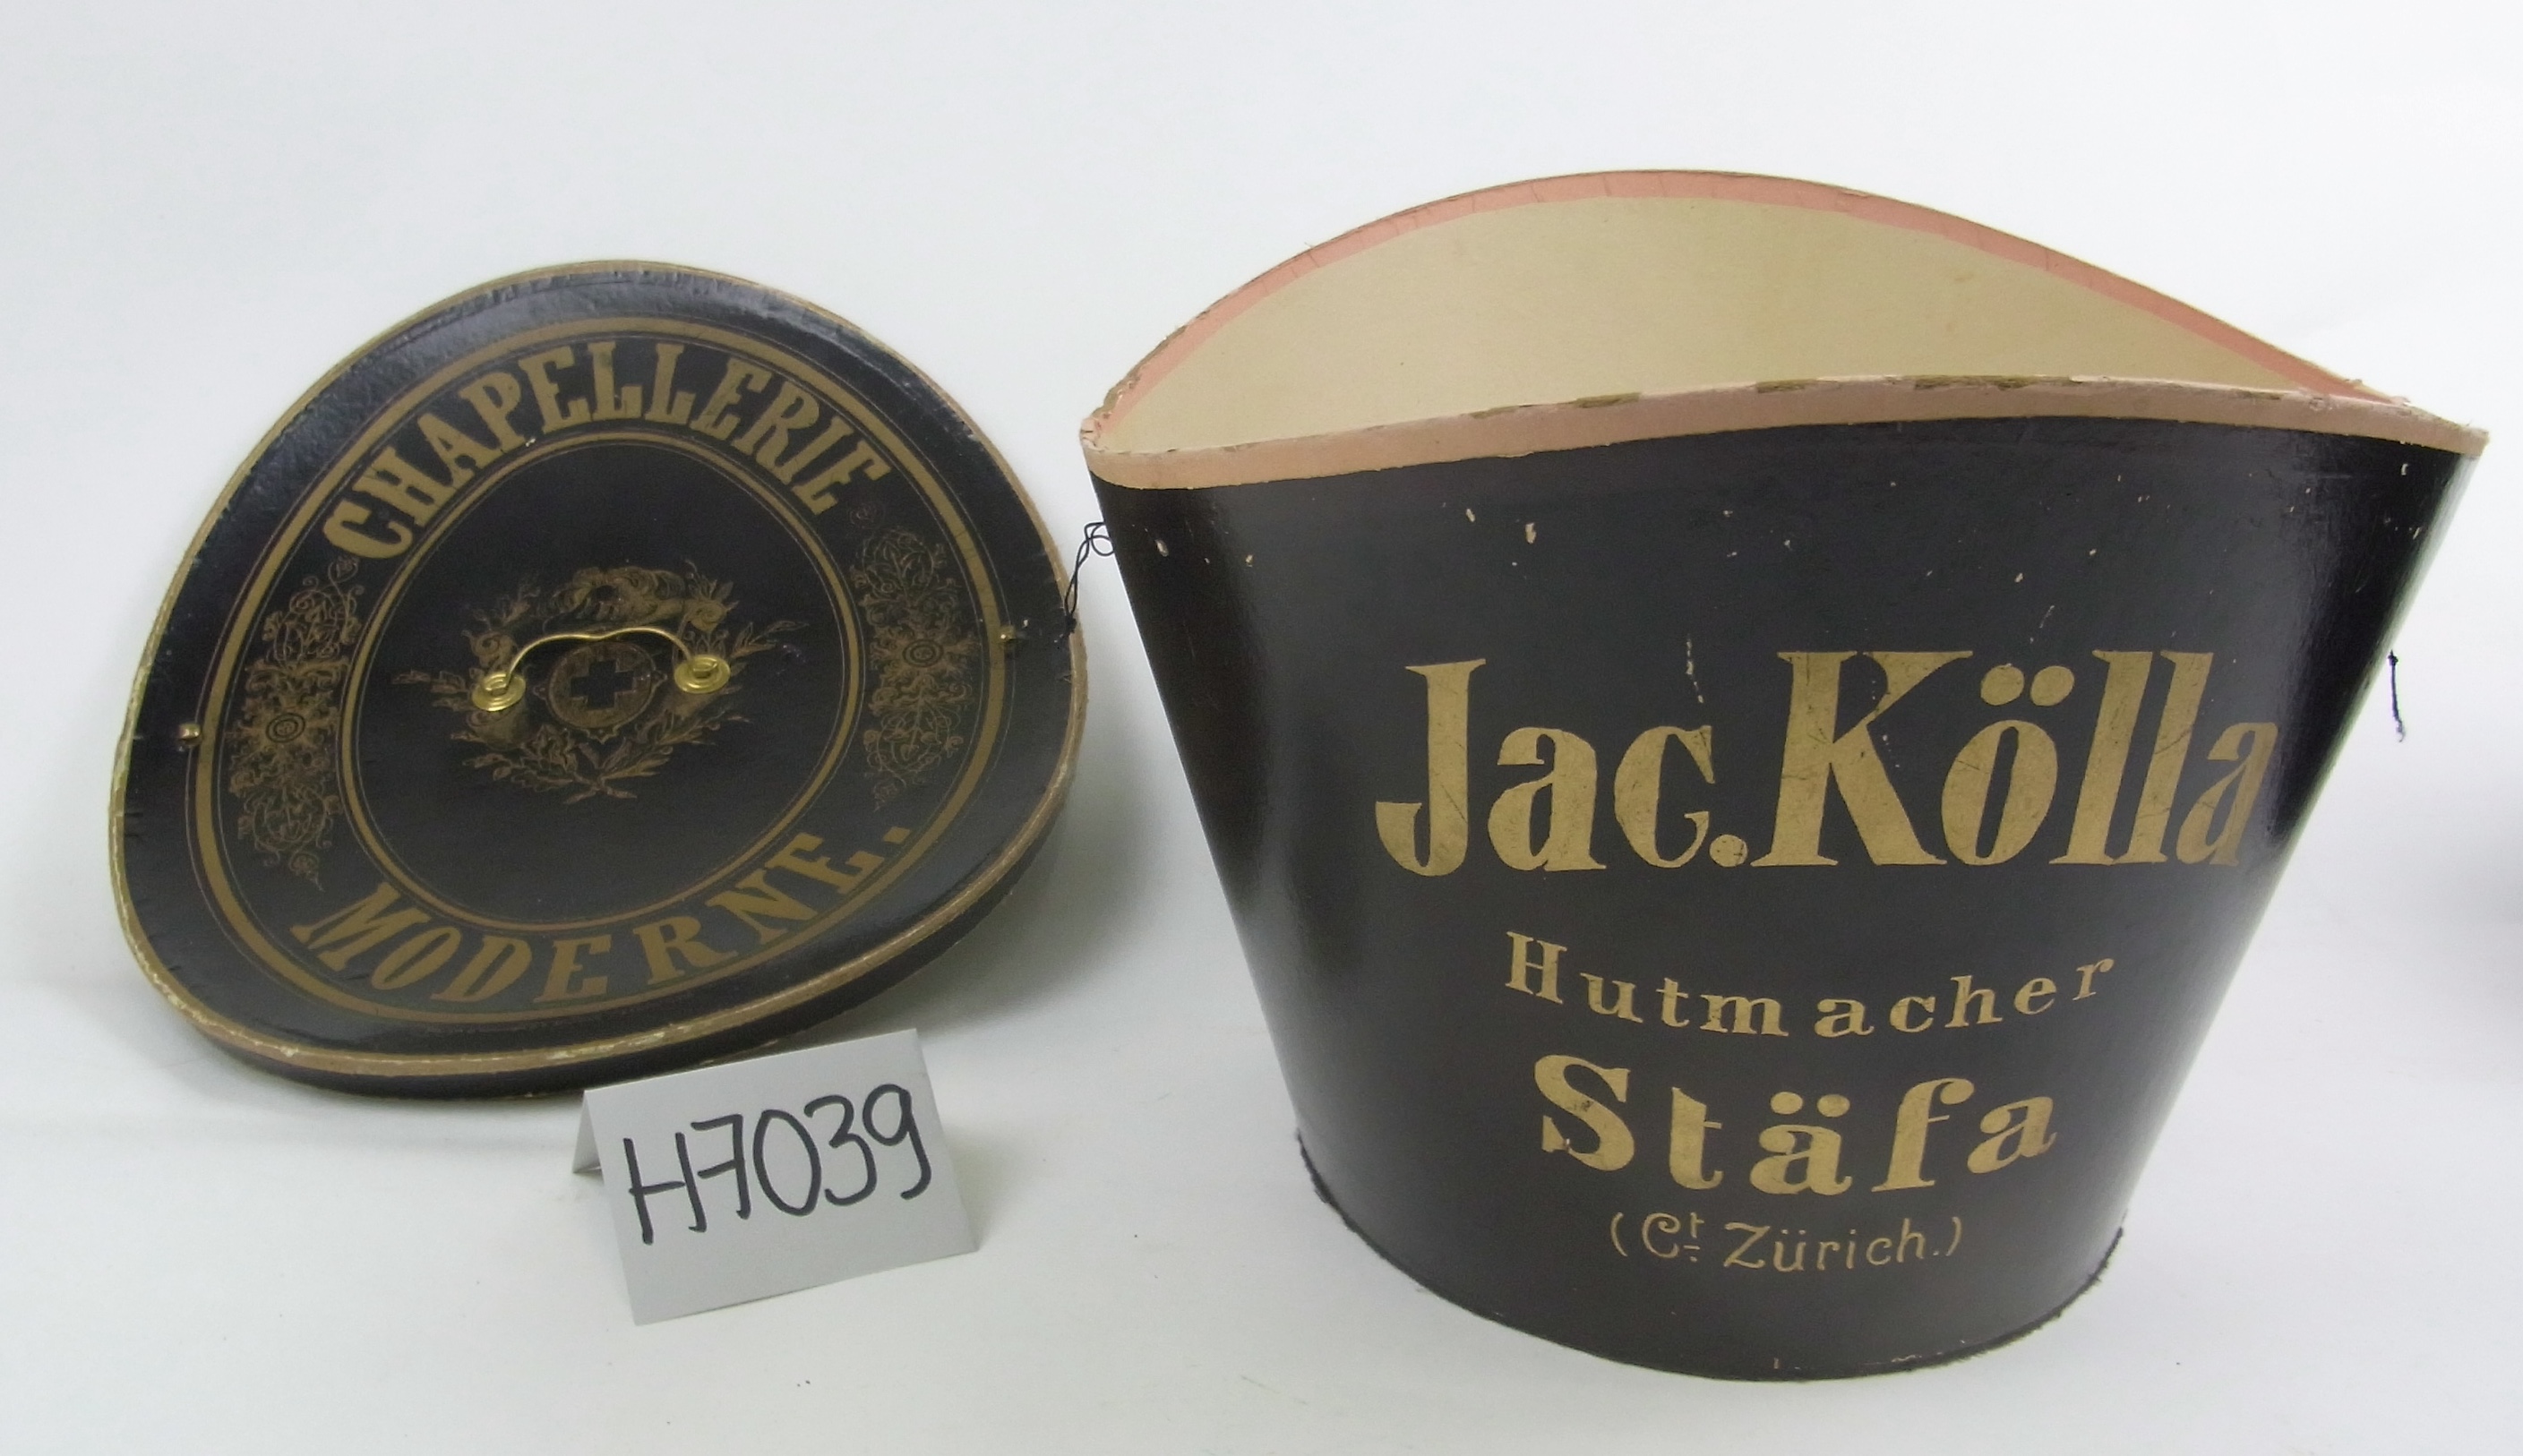 CHAPELLERIE
MODERNE.
Jac. Kölla
Hutmacher
Stäfa
(Ct. Zürich.)
H7039